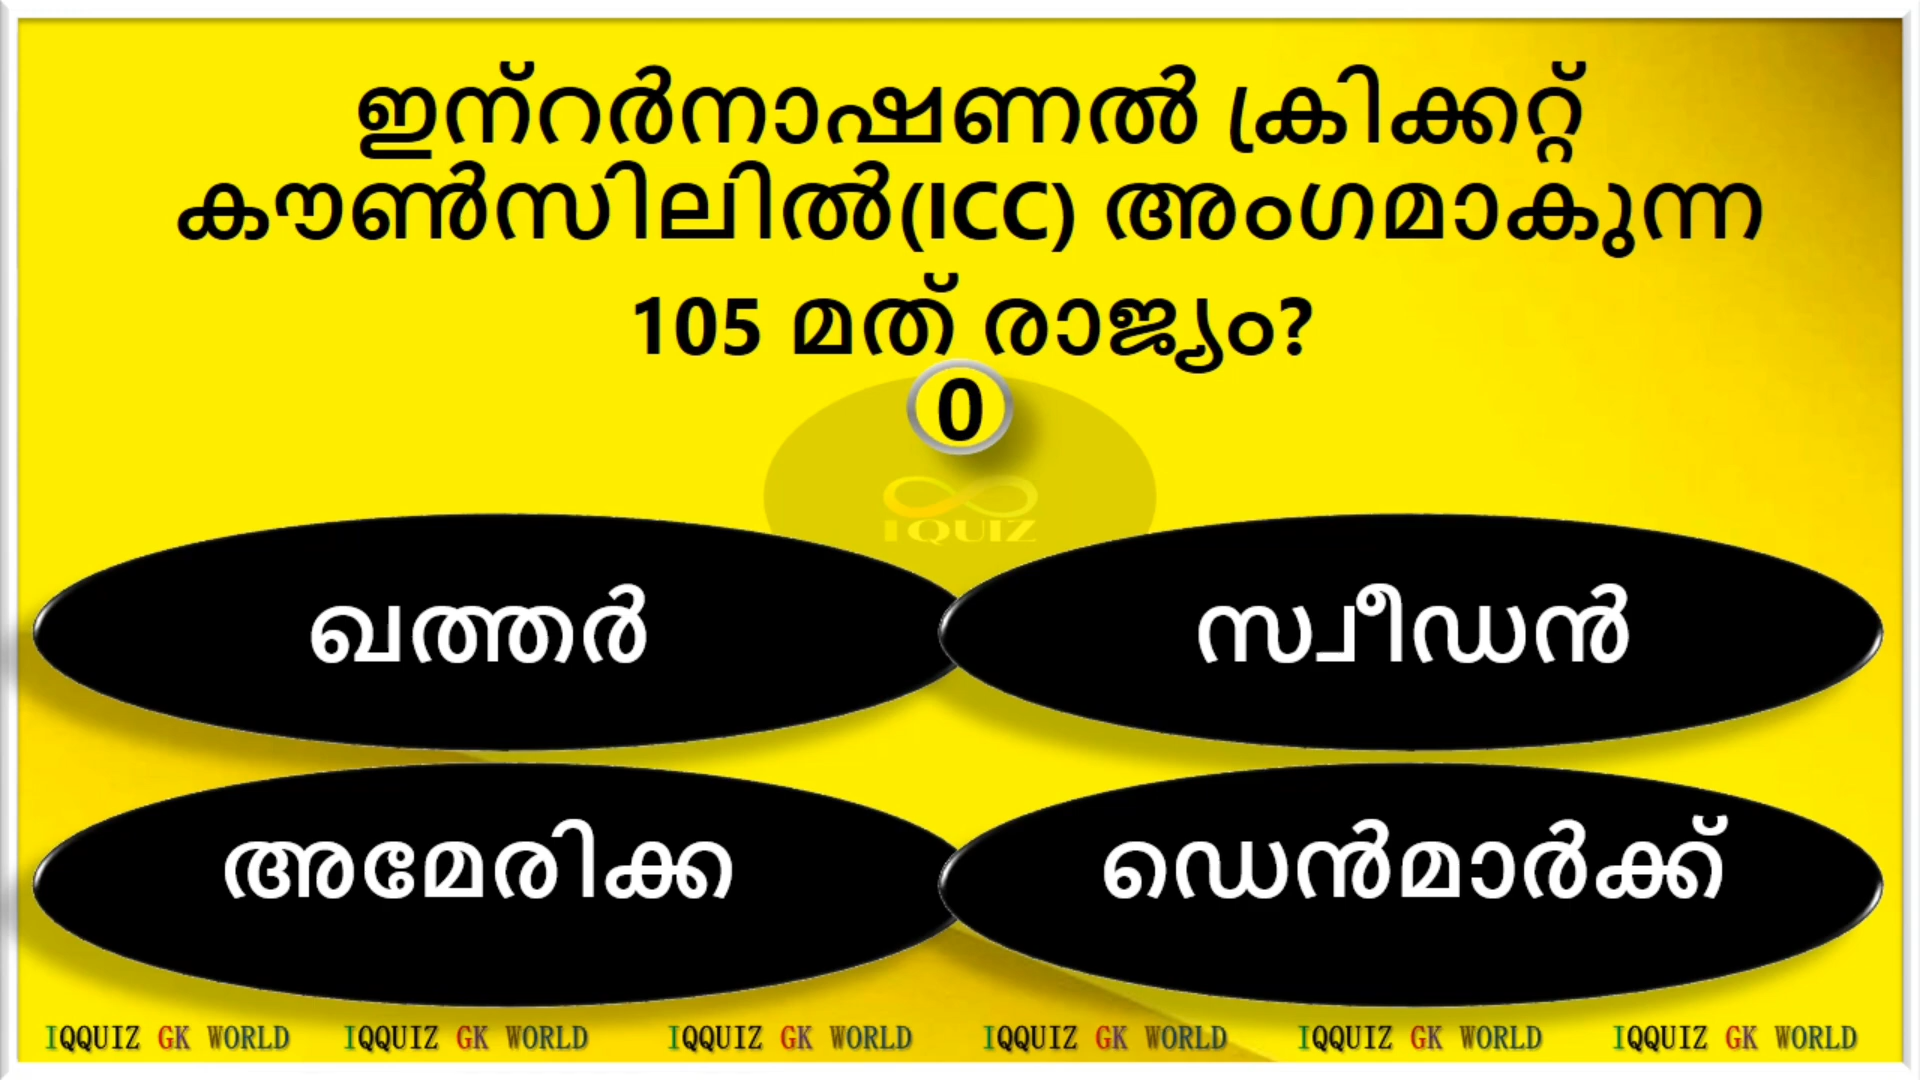 ഇന്റർനാഷണൽ ക്രിക്കറ്റ്
കൗൺസിലിൽ(ICC) അംഗമാകുന്ന
105 മത് രാജ്യം?
0
I QUIZ
ഖത്തർ
സ്വീഡൻ
അമേരിക്ക
ഡെൻമാർക്ക്
IQQUIZ GK WORLD IQQUIZ GK WORLD IQQUIZ GK WORLD IQQUIZ GK WORLD IQQUIZ GK WORLD IQQUIZ GK WORLD